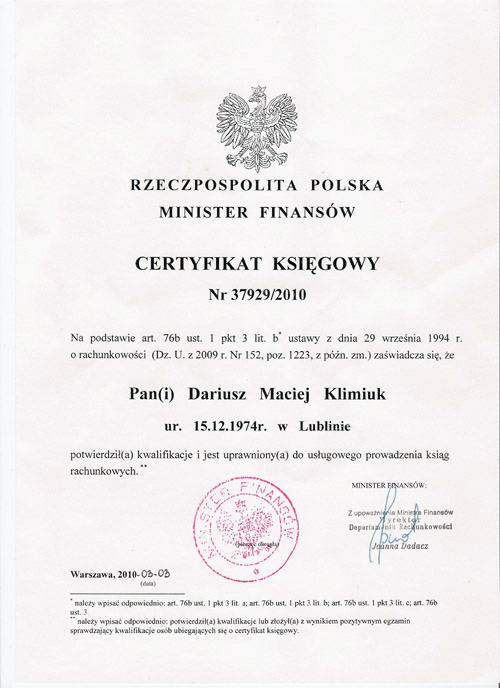 RZECZPOSPOLITA POLSKA
MINISTER FINANSÓW
CERTYFIKAT KSIĘGOWY
Nr 37929/2010
Na podstawie art. 76b ust. 1 pkt 3 lit. b* ustawy z dnia 29 września 1994 r.
o rachunkowości (Dz. U. z 2009 r. Nr 152, poz. 1223, z późn. zm.) zaświadcza się, że
Pan(i) Dariusz Maciej Klimiuk
ur. 15.12.1974r. w Lublinie
potwierdził(a) kwalifikacje i jest uprawniony(a) do usługowego prowadzenia ksiąg
rachunkowych. **
MINISTER FINANSÓW:
Z upoważnienia Ministra Finansów
Dyrektor
Departamentu Rachunkowości
Joanna Dadacz
MINISTER FINANSÓW
(pieczęć okrągła)
Warszawa, 2010-03-03
(data)
* należy wpisać odpowiednio: art. 76b ust. 1 pkt 3 lit. a; art. 76b ust. 1 pkt 3 lit. b; art. 76b ust. 1 pkt 3 lit. c; art. 76b
ust. 3
** należy wpisać odpowiednio: potwierdził(a) kwalifikacje lub złożył(a) z wynikiem pozytywnym egzamin
sprawdzający kwalifikacje osób ubiegających się o certyfikat księgowy.